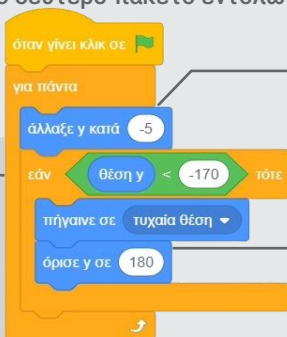 δεύτερο πακέτο εντολώ
όταν γίνει κλικ σε
για πάντα
άλλαξε y κατά -5
εάν θέση y < -170 τότε
πήγαινε σε τυχαία θέση
όρισε y σε 180